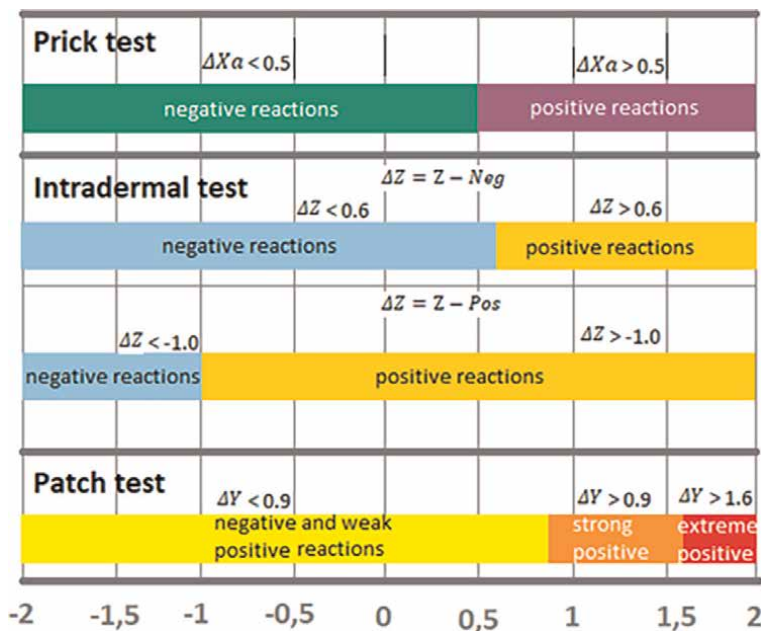 Prick test
ΔXa < 0.5 ΔXa > 0.5
negative reactions positive reactions
Intradermal test
ΔZ = Z − Neg
ΔZ < 0.6 ΔZ > 0.6
negative reactions positive reactions
ΔZ = Z − Pos
ΔZ < -1.0 ΔZ > -1.0
negative reactions positive reactions
Patch test
ΔY < 0.9 ΔY > 0.9 ΔY > 1.6
negative and weak strong extreme
positive reactions positive positive
-2 -1,5 -1 -0,5 0 0,5 1 1,5 2